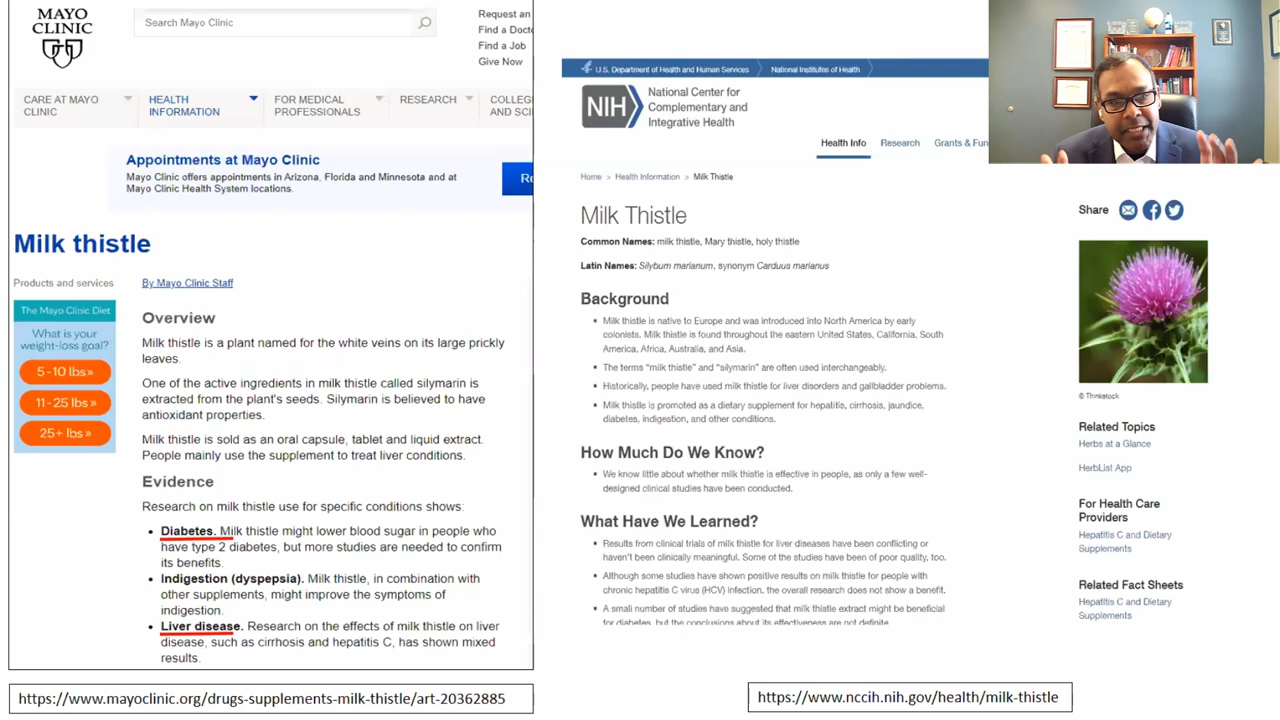 MAYO
CLINIC
Search Mayo Clinic
Request an
Find a Docto
Find a Job
Give Now
CARE AT MAYO
CLINIC
HEALTH
INFORMATION
FOR MEDICAL
PROFESSIONALS
RESEARCH
COLLEG
AND SCI
Appointments at Mayo Clinic
Mayo Clinic offers appointments in Arizona, Florida and Minnesota and at
Mayo Clinic Health System locations.
Re
Milk thistle
Products and services
By Mayo Clinic Staff
The Mayo Clinic Diet
What is your
weight-loss goal?
5-10 lbs»
11-25 lbs»
25+ lbs»
Overview
Milk thistle is a plant named for the white veins on its large prickly
leaves.
One of the active ingredients in milk thistle called silymarin is
extracted from the plant's seeds. Silymarin is believed to have
antioxidant properties.
Milk thistle is sold as an oral capsule, tablet and liquid extract.
People mainly use the supplement to treat liver conditions.
Evidence
Research on milk thistle use for specific conditions shows:
• Diabetes. Milk thistle might lower blood sugar in people who
have type 2 diabetes, but more studies are needed to confirm
its benefits.
• Indigestion (dyspepsia). Milk thistle, in combination with
other supplements, might improve the symptoms of
indigestion.
• Liver disease. Research on the effects of milk thistle on liver
disease, such as cirrhosis and hepatitis C, has shown mixed
results.
https://www.mayoclinic.org/drugs-supplements-milk-thistle/art-20362885
U.S. Department of Health and Human Services
National Institutes of Health
NIH
National Center for
Complementary and
Integrative Health
Health Info
Research
Grants & Fun
Home > Health Information > Milk Thistle
Milk Thistle
Common Names: milk thistle, Mary thistle, holy thistle
Latin Names: Silybum marianum, synonym Carduus marianus
Background
▪ Milk thistle is native to Europe and was introduced into North America by early
colonists. Milk thistle is found throughout the eastern United States, California, South
America, Africa, Australia, and Asia.
▪ The terms “milk thistle” and “silymarin” are often used interchangeably.
▪ Historically, people have used milk thistle for liver disorders and gallbladder problems.
▪ Milk thistle is promoted as a dietary supplement for hepatitis, cirrhosis, jaundice,
diabetes, indigestion, and other conditions.
How Much Do We Know?
▪ We know little about whether milk thistle is effective in people, as only a few well-
designed clinical studies have been conducted.
What Have We Learned?
▪ Results from clinical trials of milk thistle for liver diseases have been conflicting or
haven’t been clinically meaningful. Some of the studies have been of poor quality, too.
▪ Although some studies have shown positive results on milk thistle for people with
chronic hepatitis C virus (HCV) infection, the overall research does not show a benefit.
▪ A small number of studies have suggested that milk thistle extract might be beneficial
for diabetes, but the conclusions about its effectiveness are not definite.
Share
© Thinkstock
Related Topics
Herbs at a Glance
HerbList App
For Health Care
Providers
Hepatitis C and Dietary
Supplements
Related Fact Sheets
Hepatitis C and Dietary
Supplements
https://www.nccih.nih.gov/health/milk-thistle